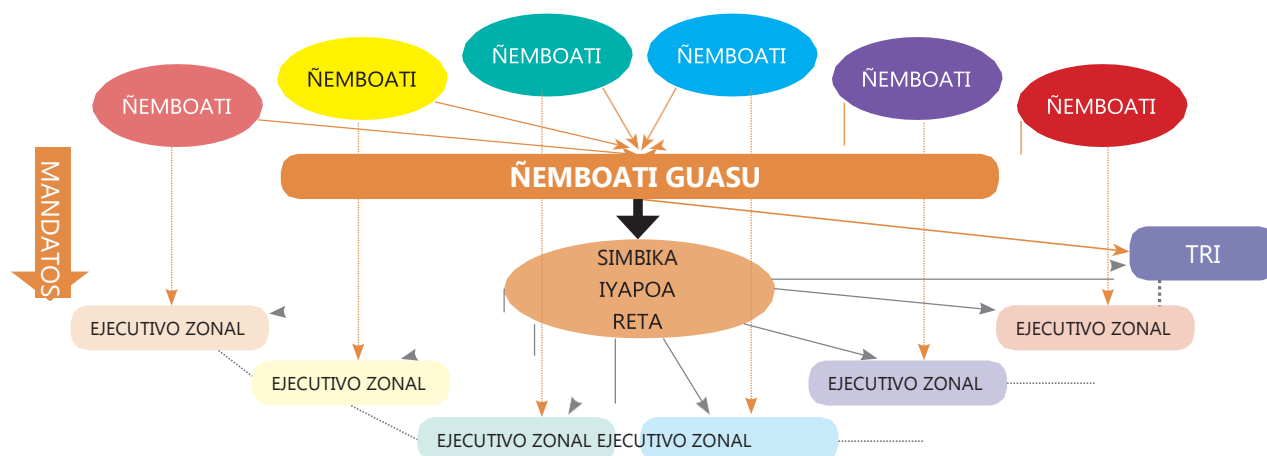 ÑEMBOATI
ÑEMBOATI
ÑEMBOATI
ÑEMBOATI
ÑEMBOATI
ÑEMBOATI
MANDATOS
ÑEMBOATI GUASU
SIMBIKA
IYAPOA
RETA
TRI
EJECUTIVO ZONAL
EJECUTIVO ZONAL
EJECUTIVO ZONAL
EJECUTIVO ZONAL
EJECUTIVO ZONAL
EJECUTIVO ZONAL